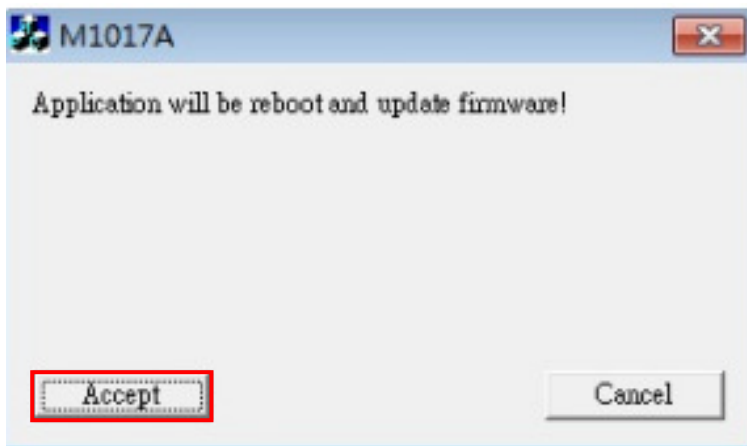 M1017A
Application will be reboot and update firmware!
Accept
Cancel